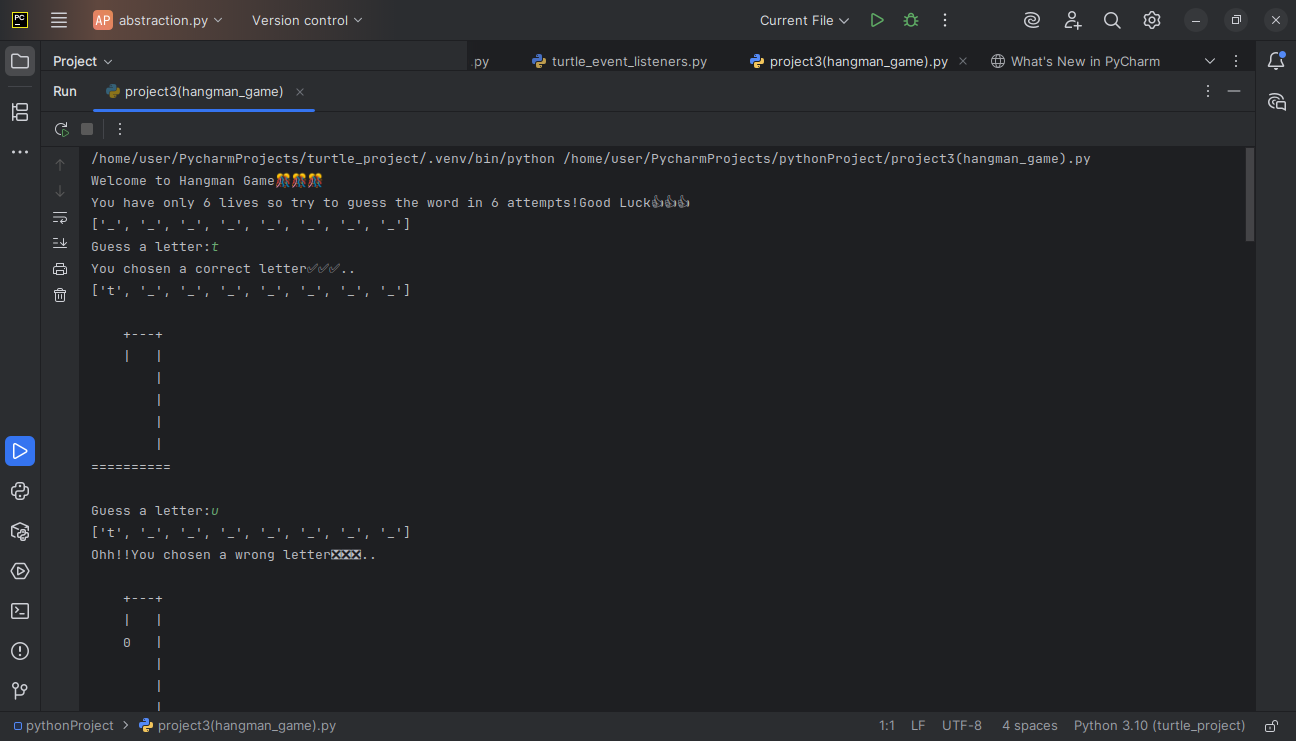 PC
AP abstraction.py Version control Current File
Project .py turtle_event_listeners.py project3(hangman_game).py What's New in PyCharm
Run project3(hangman_game)
/home/user/PycharmProjects/turtle_project/.venv/bin/python /home/user/PycharmProjects/pythonProject/project3(hangman_game).py
Welcome to Hangman Game🎊🎊🎊
You have only 6 lives so try to guess the word in 6 attempts!Good Luck👍👍👍
['_', '_', '_', '_', '_', '_', '_', '_']
Guess a letter:t
You chosen a correct letter✅✅✅..
['t', '_', '_', '_', '_', '_', '_', '_']
    +---+
    |   |
        |
        |
        |
        |
==========
Guess a letter:u
['t', '_', '_', '_', '_', '_', '_', '_']
Ohh!!You chosen a wrong letter❎❎❎..
    +---+
    |   |
    0   |
        |
        |
        |
pythonProject > project3(hangman_game).py 1:1 LF UTF-8 4 spaces Python 3.10 (turtle_project)